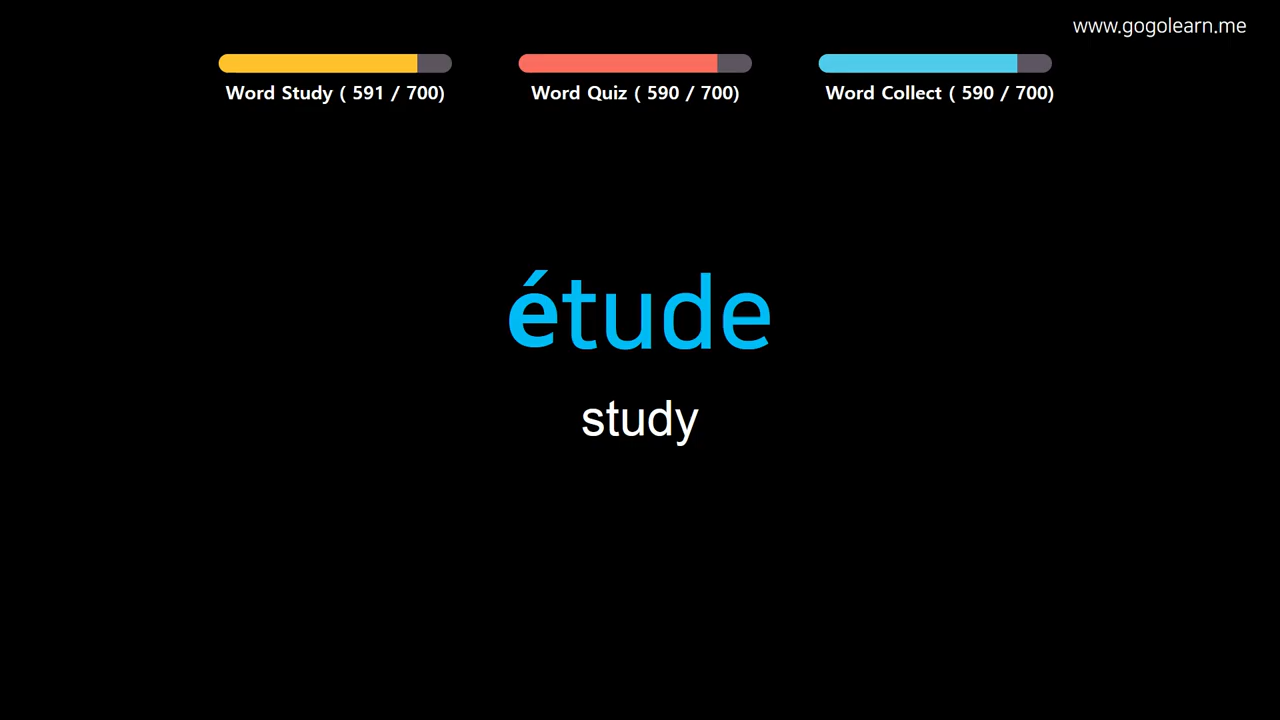 www.gogolearn.me
Word Study ( 591 / 700)
Word Quiz ( 590 / 700)
Word Collect ( 590 / 700)
étude
study